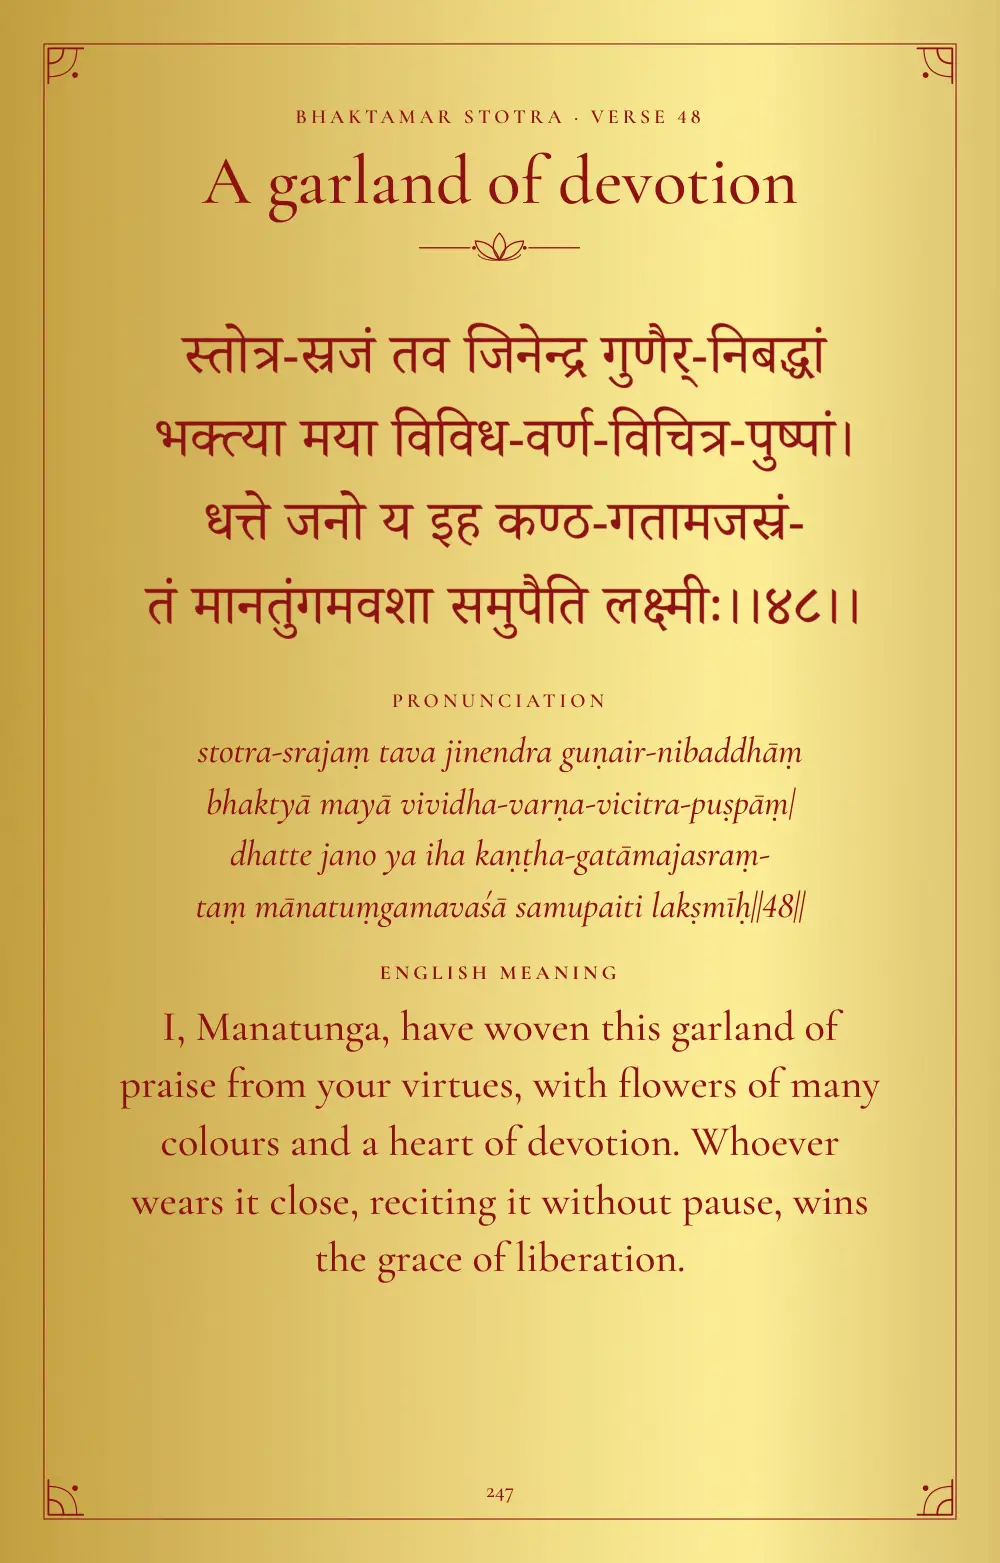 BHAKTAMAR STOTRA · VERSE 48
A garland of devotion
स्तोत्र-स्रजं तव जिनेन्द्र गुणैर्-निबद्धां
भक्त्या मया विविध-वर्ण-विचित्र-पुष्पां।
धत्ते जनो य इह कण्ठ-गतामजस्रं-
तं मानतुंगमवशा समुपैति लक्ष्मीः।।४८।।
PRONUNCIATION
stotra-srajaṃ tava jinendra guṇair-nibaddhāṃ
bhaktyā mayā vividha-varṇa-vicitra-puṣpāṃ|
dhatte jano ya iha kaṇṭha-gatāmajasraṃ-
taṃ mānatuṃgamavaśā samupaiti lakṣmīḥ||48||
ENGLISH MEANING
I, Manatunga, have woven this garland of
praise from your virtues, with flowers of many
colours and a heart of devotion. Whoever
wears it close, reciting it without pause, wins
the grace of liberation.
247